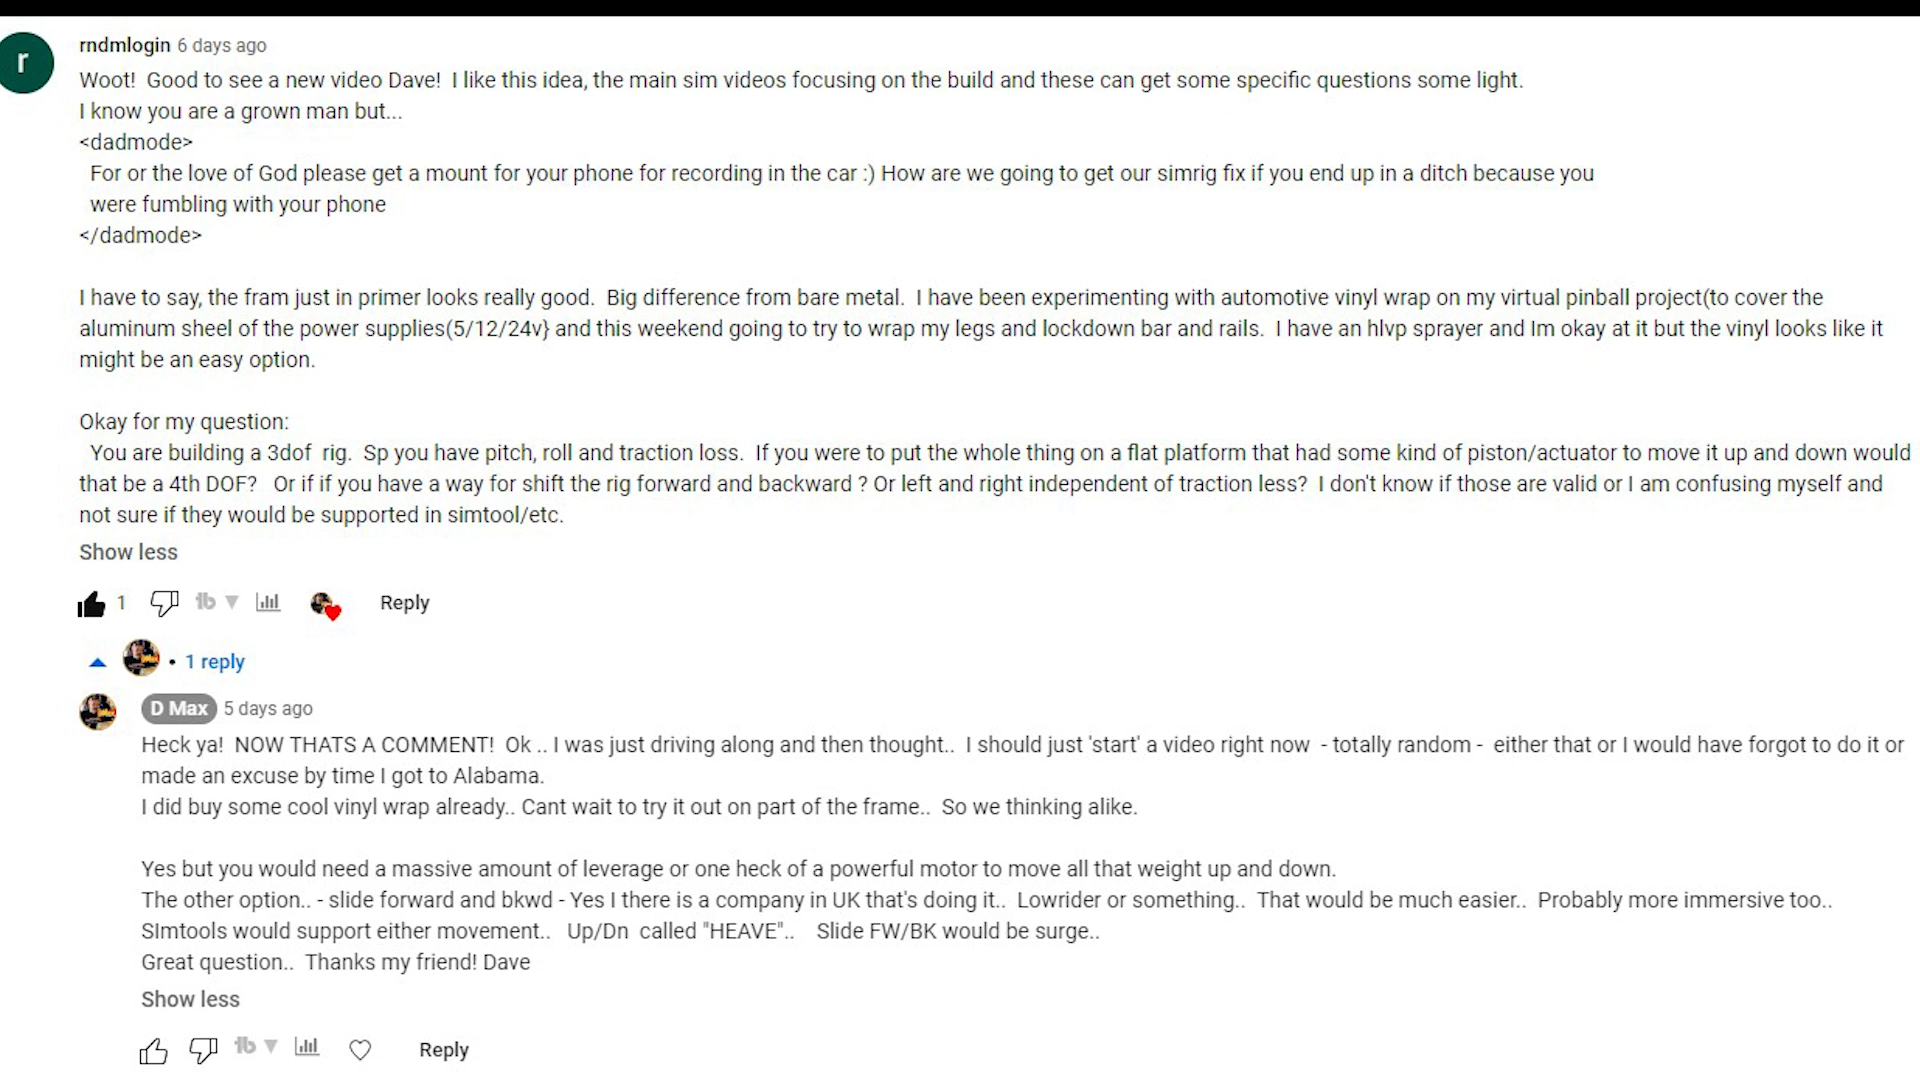 r
rndmlogin 6 days ago
Woot!  Good to see a new video Dave!  I like this idea, the main sim videos focusing on the build and these can get some specific questions some light.
I know you are a grown man but...
<dadmode>
For or the love of God please get a mount for your phone for recording in the car :) How are we going to get our simrig fix if you end up in a ditch because you
were fumbling with your phone
</dadmode>
I have to say, the fram just in primer looks really good.  Big difference from bare metal.  I have been experimenting with automotive vinyl wrap on my virtual pinball project(to cover the
aluminum sheel of the power supplies(5/12/24v} and this weekend going to try to wrap my legs and lockdown bar and rails.  I have an hlvp sprayer and Im okay at it but the vinyl looks like it
might be an easy option.
Okay for my question:
You are building a 3dof  rig.  Sp you have pitch, roll and traction loss.  If you were to put the whole thing on a flat platform that had some kind of piston/actuator to move it up and down would
that be a 4th DOF?   Or if if you have a way for shift the rig forward and backward ? Or left and right independent of traction less?  I don't know if those are valid or I am confusing myself and
not sure if they would be supported in simtool/etc.
Show less
1 tb Reply
• 1 reply
D Max 5 days ago
Heck ya!  NOW THATS A COMMENT!  Ok .. I was just driving along and then thought..  I should just 'start' a video right now  - totally random -  either that or I would have forgot to do it or
made an excuse by time I got to Alabama.
I did buy some cool vinyl wrap already.. Cant wait to try it out on part of the frame..  So we thinking alike.
Yes but you would need a massive amount of leverage or one heck of a powerful motor to move all that weight up and down.
The other option.. - slide forward and bkwd - Yes I there is a company in UK that's doing it..  Lowrider or something..  That would be much easier..  Probably more immersive too..
SImtools would support either movement..   Up/Dn  called "HEAVE"..    Slide FW/BK would be surge..
Great question..  Thanks my friend! Dave
Show less
tb Reply